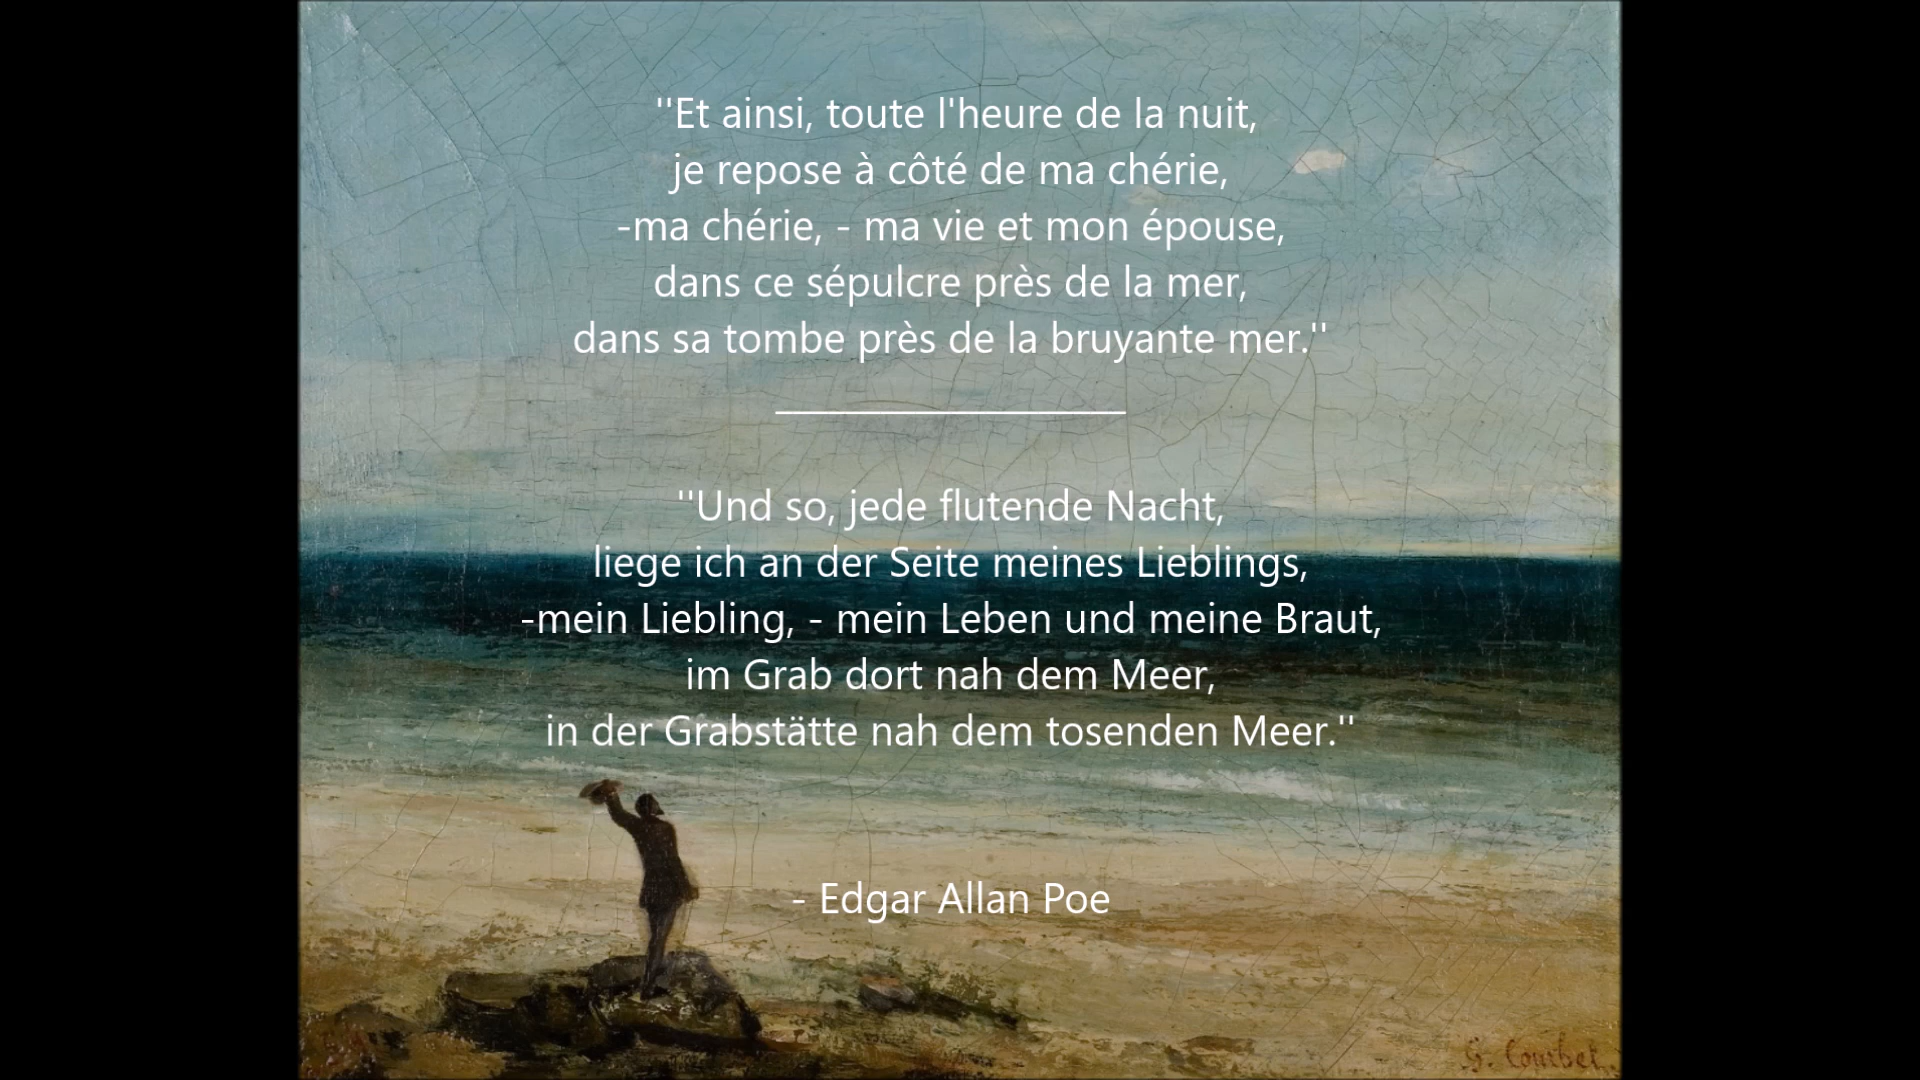 ''Et ainsi, toute l'heure de la nuit,
je repose à côté de ma chérie,
-ma chérie, - ma vie et mon épouse,
dans ce sépulcre près de la mer,
dans sa tombe près de la bruyante mer.''
''Und so, jede flutende Nacht,
liege ich an der Seite meines Lieblings,
-mein Liebling, - mein Leben und meine Braut,
im Grab dort nah dem Meer,
in der Grabstätte nah dem tosenden Meer.''
- Edgar Allan Poe
G. Courbet.